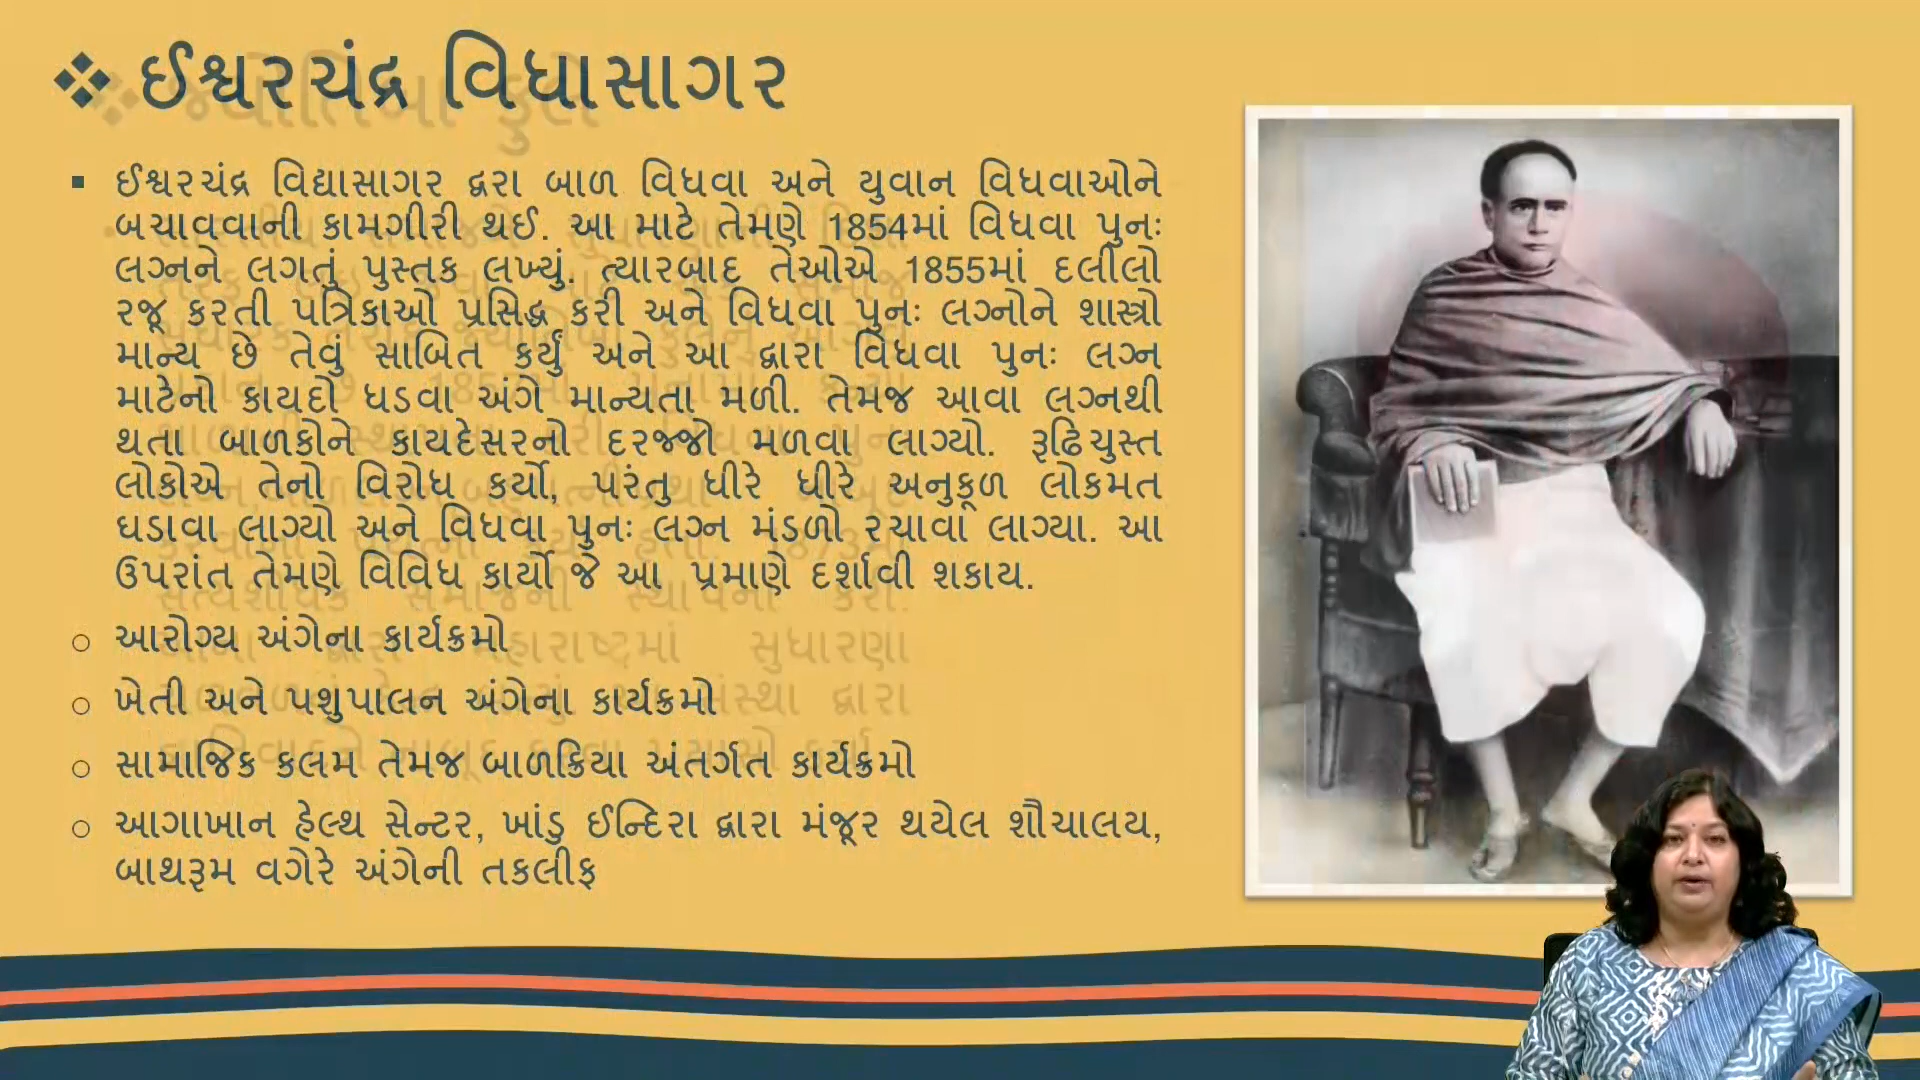 ❖ ઈશ્વરચંદ્ર વિધાસાગર
▪ ઈશ્વરચંદ્ર વિદ્યાસાગર દ્વરા બાળ વિધવા અને યુવાન વિધવાઓને
બચાવવાની કામગીરી થઈ. આ માટે તેમણે 1854માં વિધવા પુનઃ
લગ્નને લગતું પુસ્તક લખ્યું. ત્યારબાદ તેઓએ 1855માં દલીલો
રજૂ કરતી પત્રિકાઓ પ્રસિદ્ધ કરી અને વિધવા પુનઃ લગ્નોને શાસ્ત્રો
માન્ય છે તેવું સાબિત કર્યું અને આ દ્વારા વિધવા પુનઃ લગ્ન
માટેનો કાયદો ધડવા અંગે માન્યતા મળી. તેમજ આવા લગ્નથી
થતા બાળકોને કાયદેસરનો દરજ્જો મળવા લાગ્યો. રૂઢિચુસ્ત
લોકોએ તેનો વિરોધ કર્યો, પરંતુ ધીરે ધીરે અનુકૂળ લોકમત
ઘડાવા લાગ્યો અને વિધવા પુનઃ લગ્ન મંડળો રચાવા લાગ્યા. આ
ઉપરાંત તેમણે વિવિધ કાર્યો જે આ પ્રમાણે દર્શાવી શકાય.
○ આરોગ્ય અંગેના કાર્યક્રમો
○ ખેતી અને પશુપાલન અંગેના કાર્યક્રમો
○ સામાજિક કલમ તેમજ બાળક્રિયા અંતર્ગત કાર્યક્રમો
○ આગાખાન હેલ્થ સેન્ટર, ખાંડુ ઈન્દિરા દ્વારા મંજૂર થયેલ શૌચાલય,
બાથરૂમ વગેરે અંગેની તકલીફ